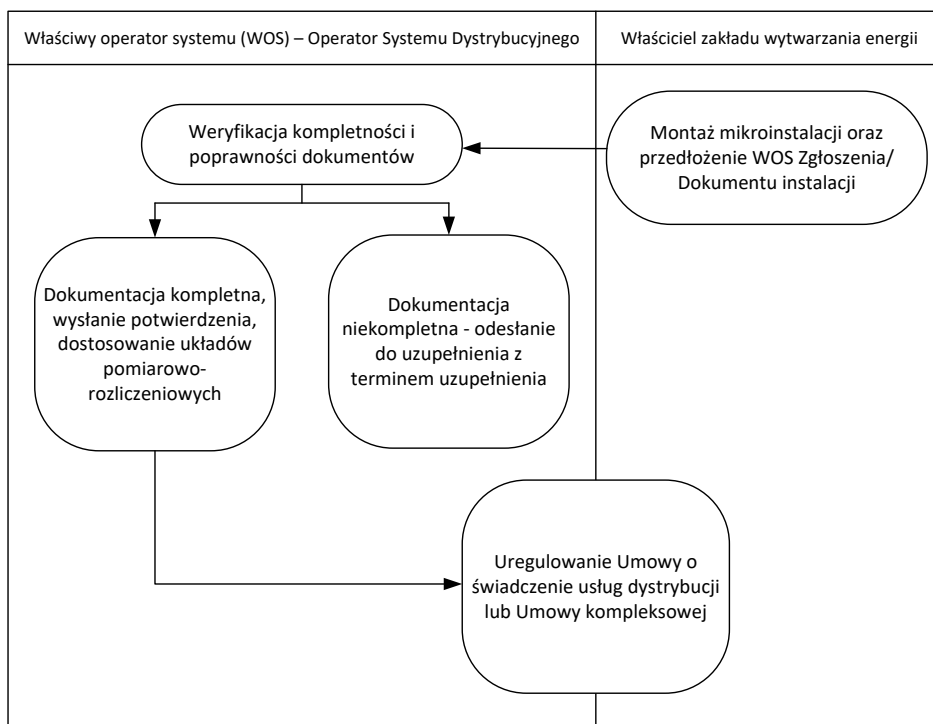 Właściwy operator systemu (WOS) – Operator Systemu Dystrybucyjnego
Właściciel zakładu wytwarzania energii
Weryfikacja kompletności i
poprawności dokumentów
Montaż mikroinstalacji oraz
przedłożenie WOS Zgłoszenia/
Dokumentu instalacji
Dokumentacja kompletna,
wysłanie potwierdzenia,
dostosowanie układów
pomiarowo-
rozliczeniowych
Dokumentacja
niekompletna - odesłanie
do uzupełnienia z
terminem uzupełnienia
Uregulowanie Umowy o
świadczenie usług dystrybucji
lub Umowy kompleksowej